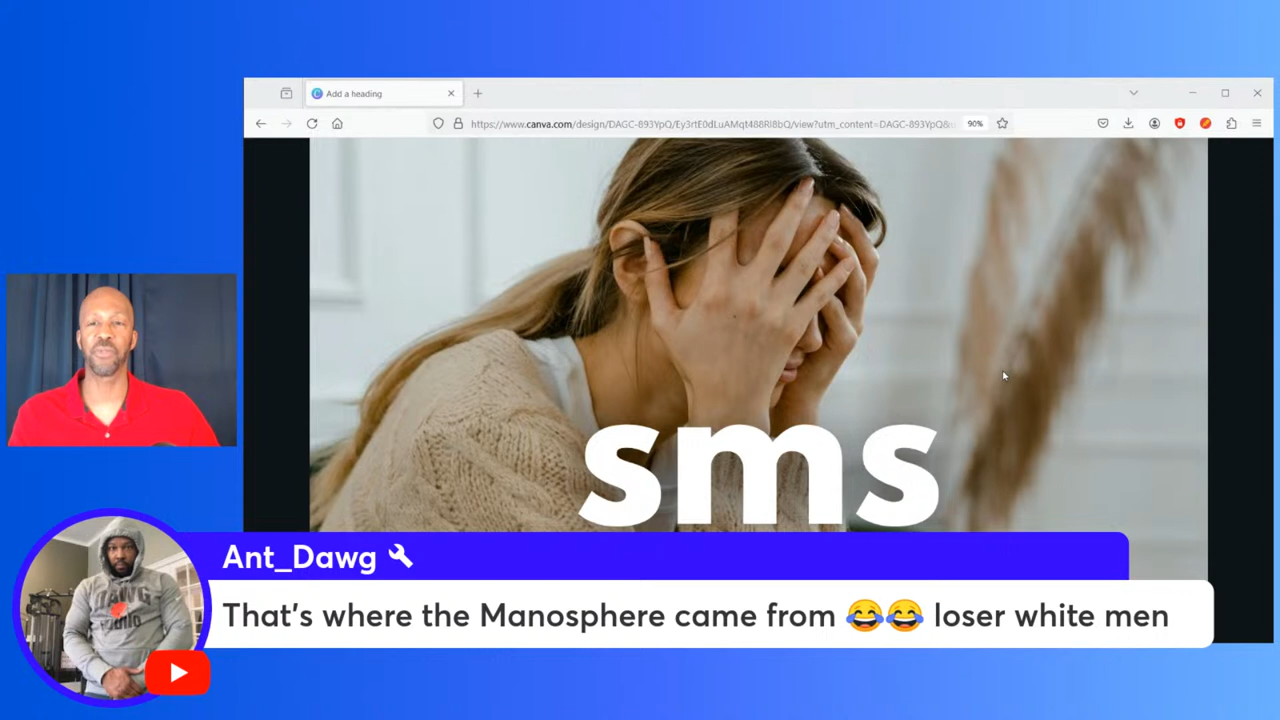 Add a heading
https://www.canva.com/design/DAGC-893YpQ/Ey3rtE0dLuAMqt488Rl8bQ/view?utm_content=DAGC-893YpQ&
90%
sms
Ant_Dawg
That's where the Manosphere came from 😂😂 loser white men
DAWG